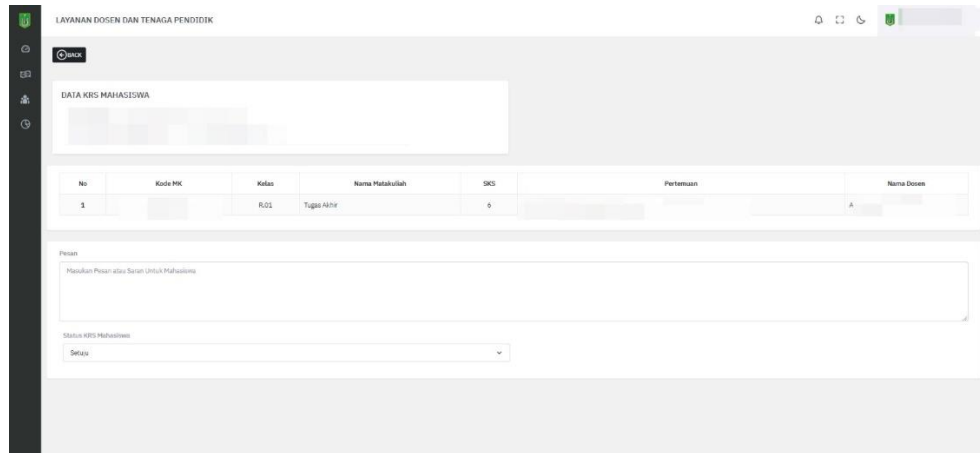 LAYANAN DOSEN DAN TENAGA PENDIDIK
BACK
DATA KRS MAHASISWA
No Kode MK Kelas Nama Matakuliah SKS Pertemuan Nama Dosen
1 R.01 Tugas Akhir 6 A
Pesan
Masukan Pesan atau Saran Untuk Mahasiswa
Status KRS Mahasiswa
Setuju